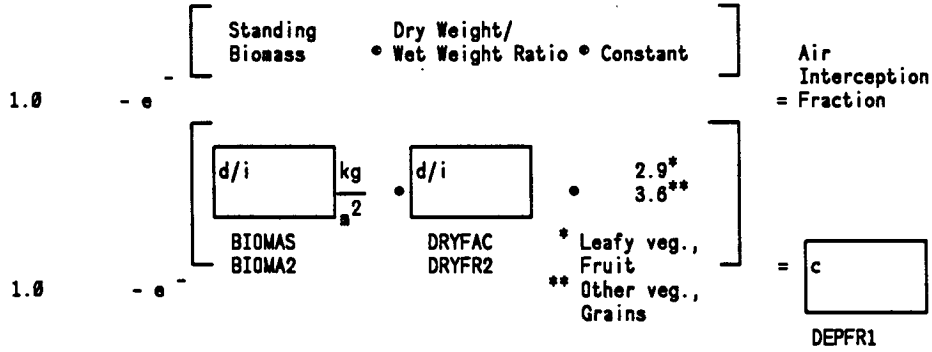 Standing Dry Weight/
Biomass • Wet Weight Ratio • Constant Air
Interception
1.0 - e - = Fraction
d/i kg d/i 2.9*
m2 • • 3.6**
BIOMAS DRYFAC * Leafy veg.,
BIOMA2 DRYFR2 Fruit = c
1.0 - e - ** Other veg.,
Grains
DEPFR1